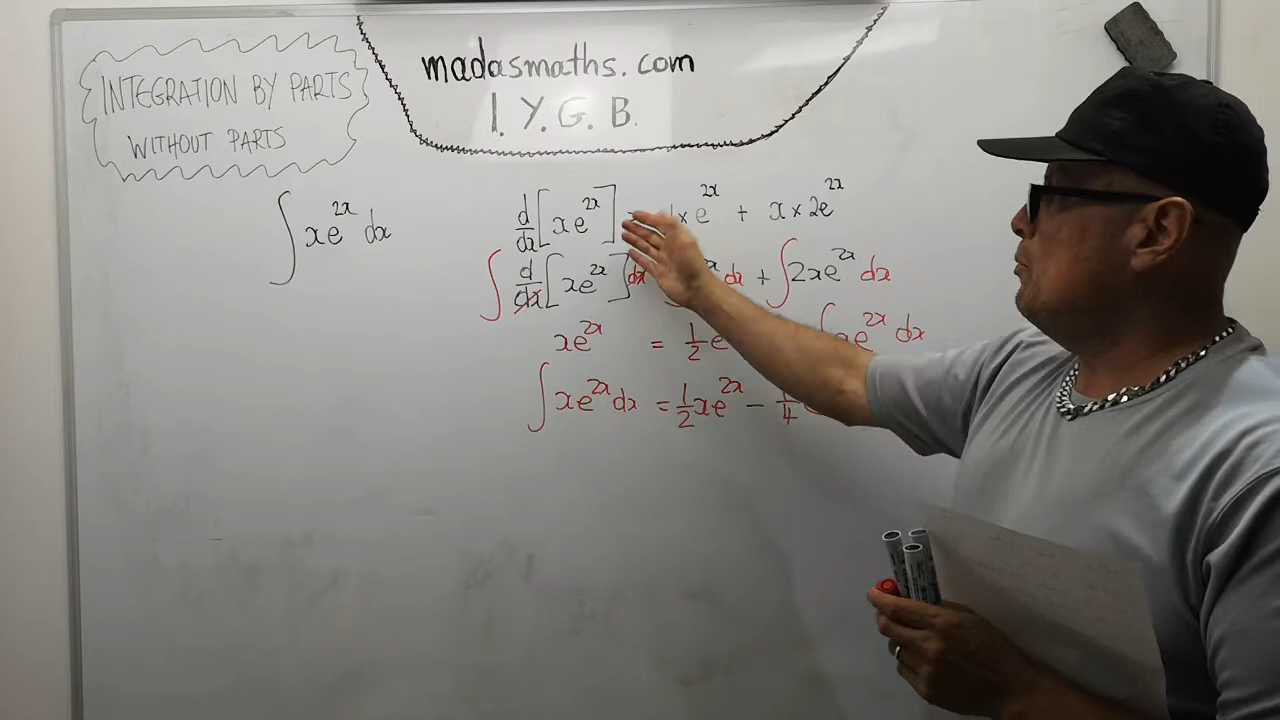 INTEGRATION BY PARTS
WITHOUT PARTS
madasmaths.com
I. Y. G. B.
∫ xe^{2x} dx
d/dx [xe^{2x}] × e^{2x} + x × 2e^{2x}
∫ d/dx [xe^{2x}] dx dx + ∫ 2xe^{2x} dx
xe^{2x} = 1/2 e ∫ xe^{2x} dx
∫ xe^{2x} dx = 1/2 xe^{2x} − 1/4